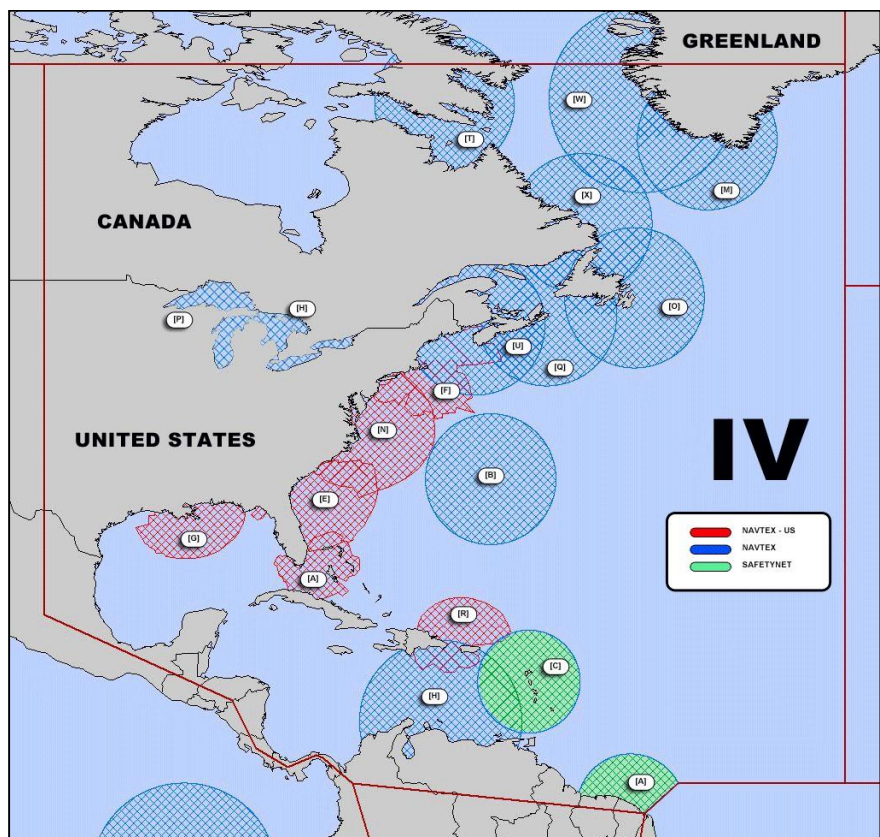 GREENLAND
[W]
[T]
[M]
[X]
CANADA
[H]
[O]
[P]
[U]
[Q]
[F]
[N]
UNITED STATES
IV
[B]
[E]
NAVTEX - US
[G]
NAVTEX
SAFETYNET
[A]
[R]
[C]
[H]
[A]